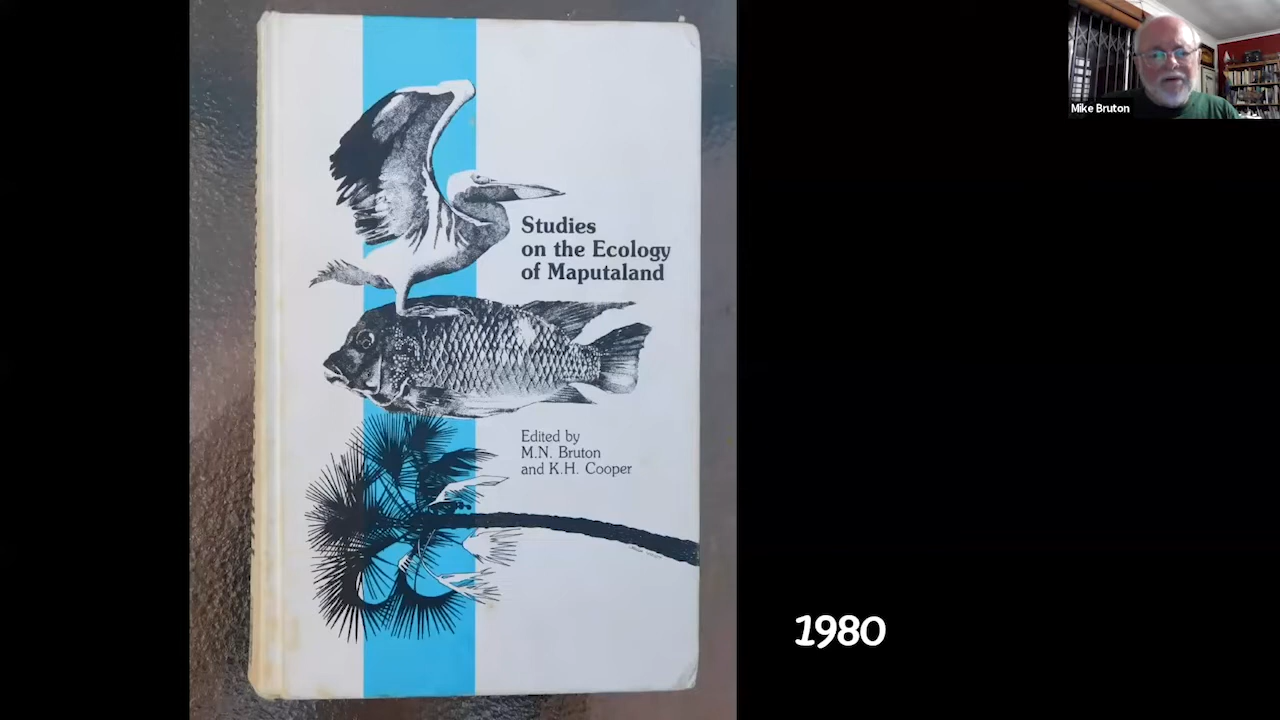 Mike Bruton
Studies
on the Ecology
of Maputaland
Edited by
M.N. Bruton
and K.H. Cooper
1980